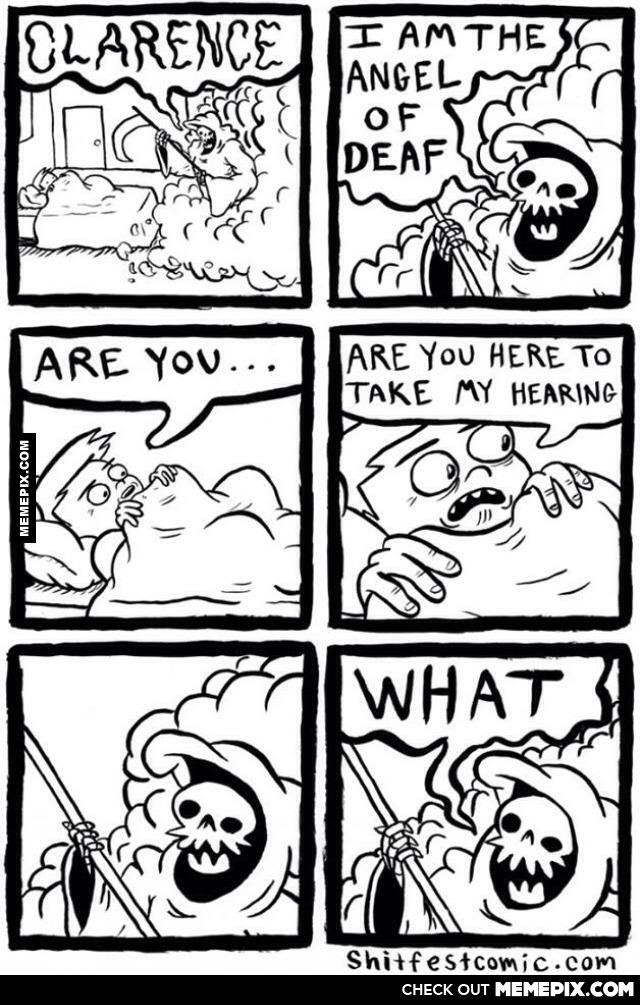 CLARENCE
I AM THE
ANGEL
OF
DEAF
ARE YOU...
ARE YOU HERE TO
TAKE MY HEARING
MEMEPIX.COM
WHAT
Shitfestcomic.com
CHECK OUT MEMEPIX.COM